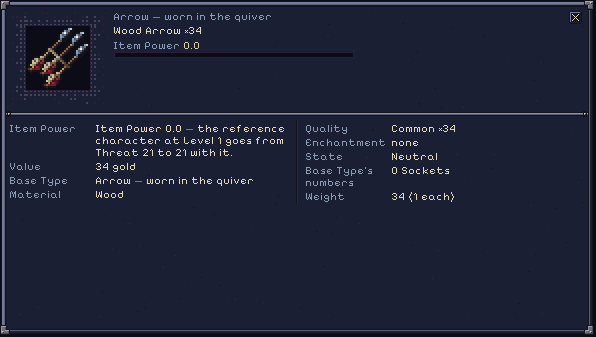 Arrow — worn in the quiver
Wood Arrow ×34
Item Power 0.0
Item Power Item Power 0.0 — the reference
character at Level 1 goes from
Threat 21 to 21 with it.
Value 34 gold
Base Type Arrow — worn in the quiver
Material Wood
Quality Common ×34
Enchantment none
State Neutral
Base Type's 0 Sockets
numbers
Weight 34 (1 each)